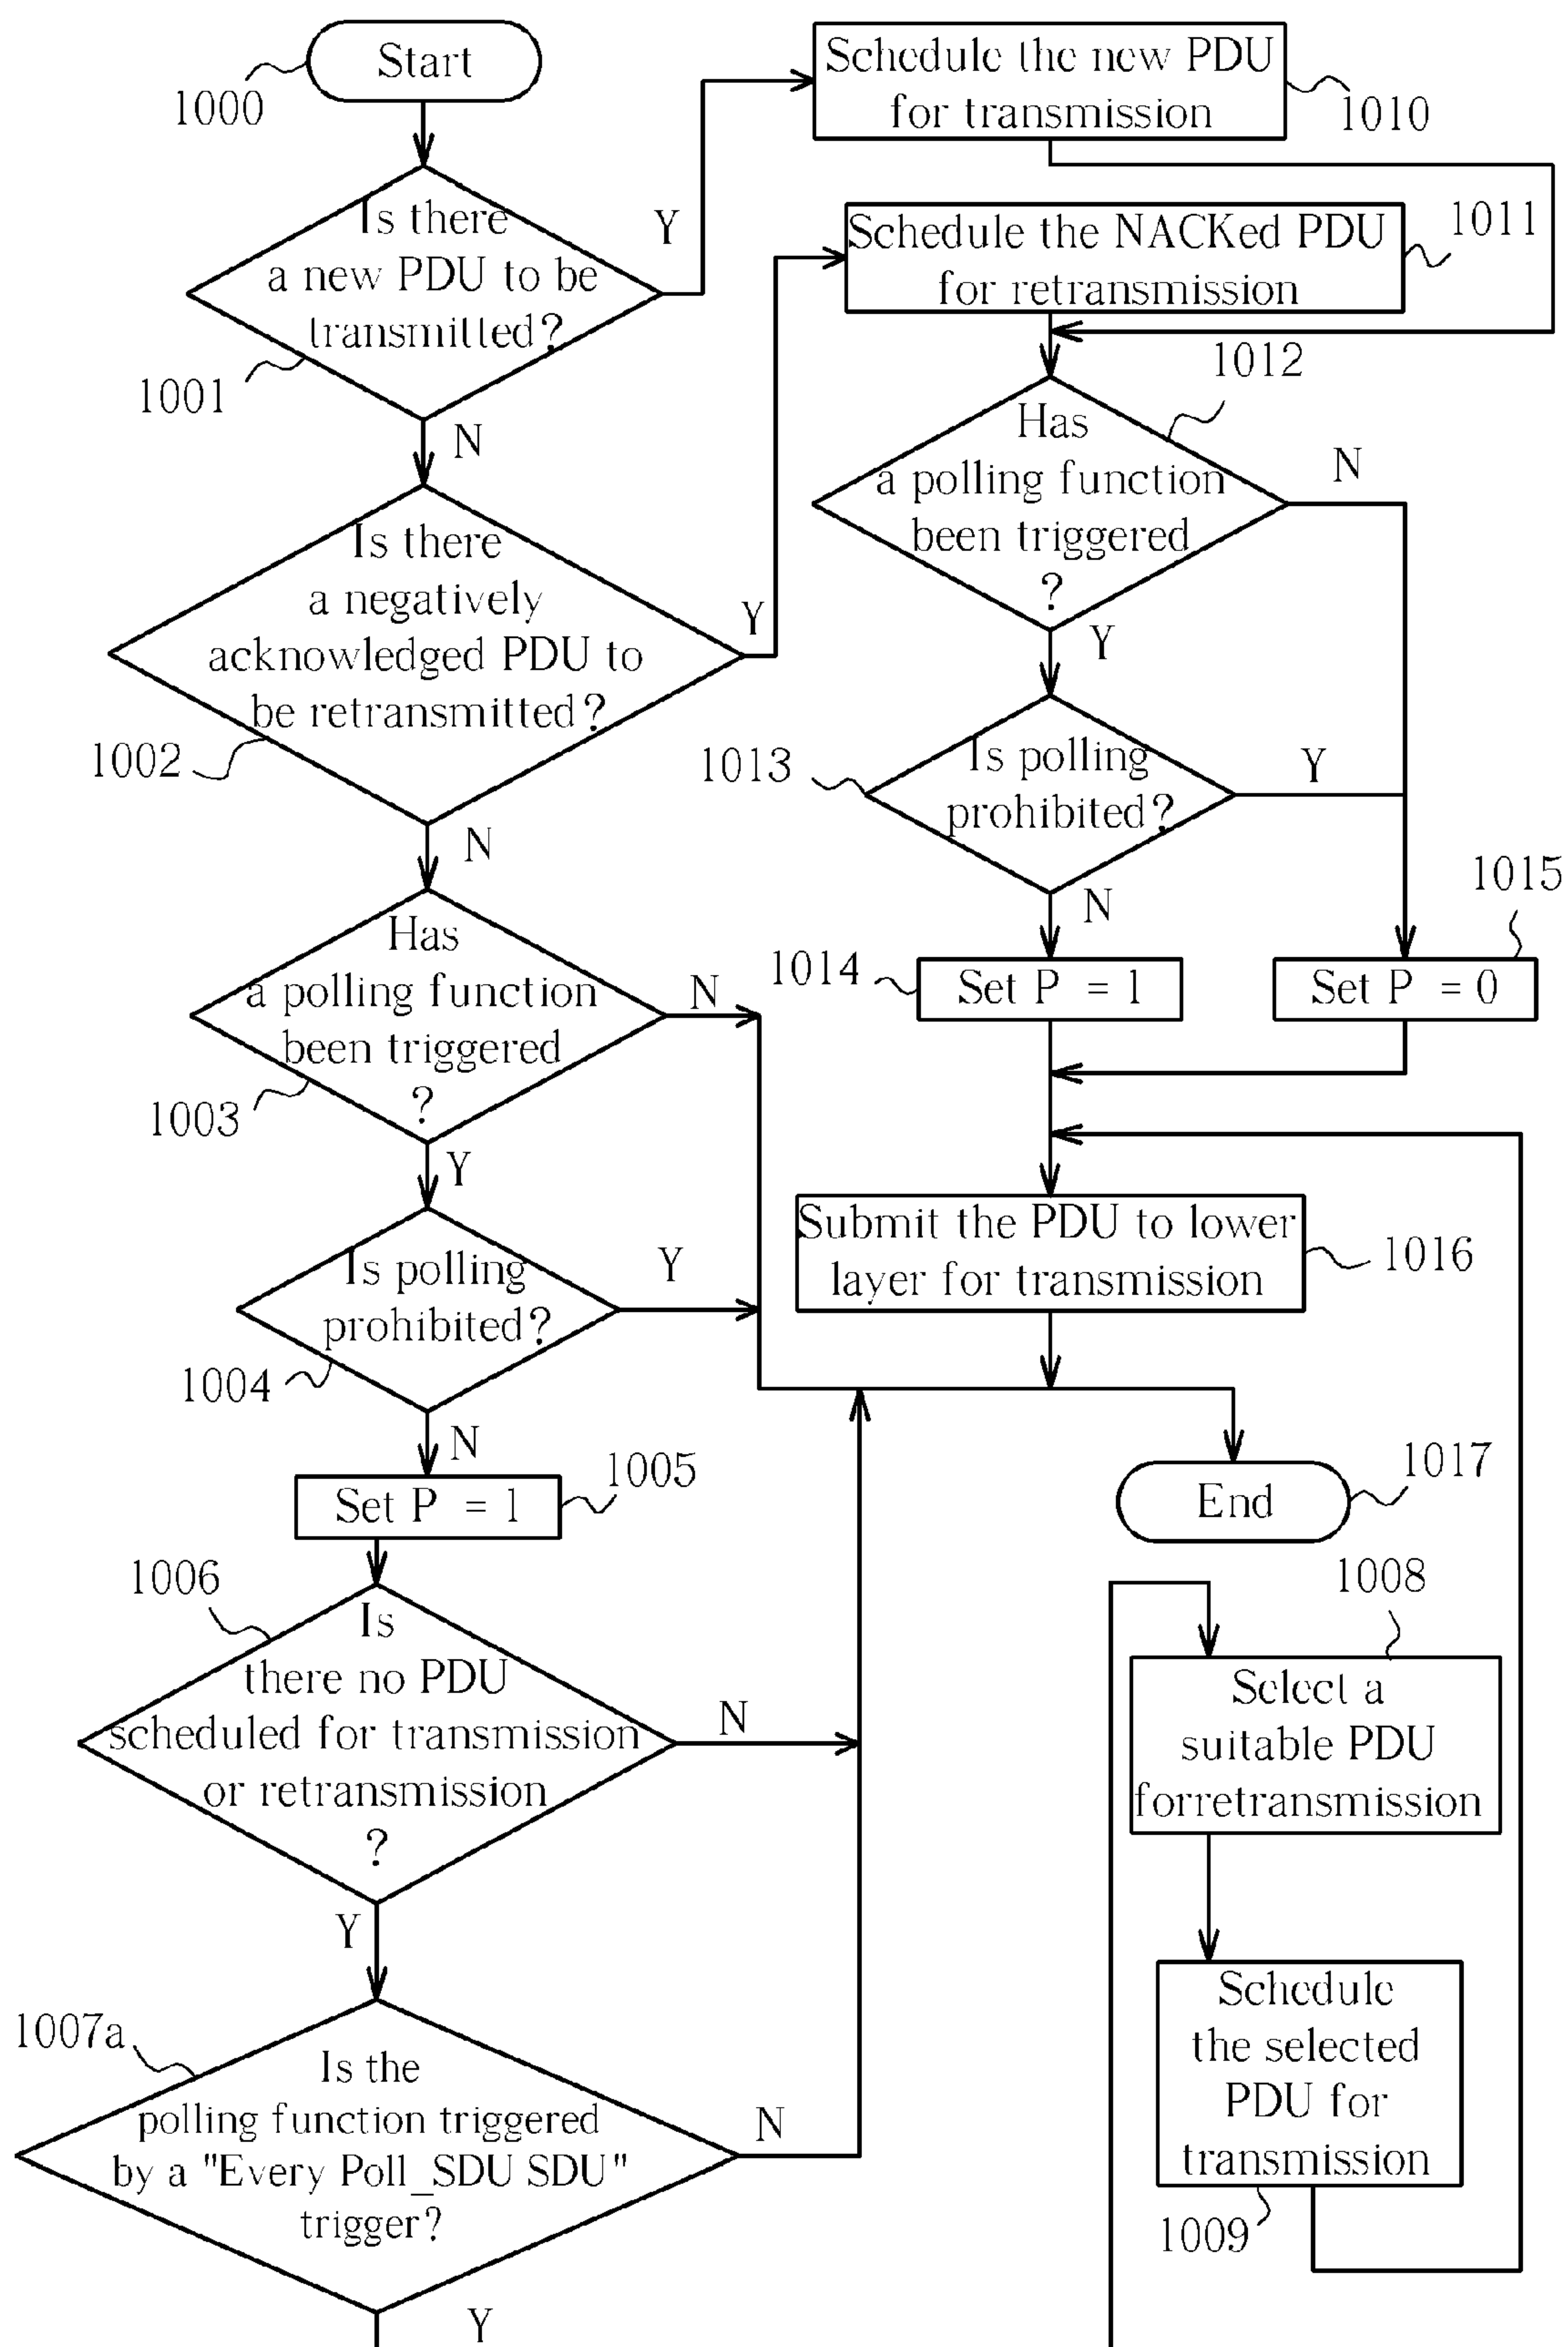 Start
1000
Is there
a new PDU to be
transmitted?
1001
Y
N
Is there
a negatively
acknowledged PDU to
be retransmitted?
1002
Y
N
Has
a polling function
been triggered
?
1003
N
Y
Is polling
prohibited?
1004
Y
N
Set P = 1
1005
1006
Is
there no PDU
scheduled for transmission
or retransmission
?
N
Y
1007a
Is the
polling function triggered
by a "Every Poll_SDU SDU"
trigger?
N
Y
Schedule the new PDU
for transmission
1010
Schedule the NACKed PDU
for retransmission
1011
1012
Has
a polling function
been triggered
?
N
Y
1013
Is polling
prohibited?
Y
N
1014
Set P = 1
1015
Set P = 0
Submit the PDU to lower
layer for transmission
1016
End
1017
1008
Select a
suitable PDU
forretransmission
Schedule
the selected
PDU for
transmission
1009